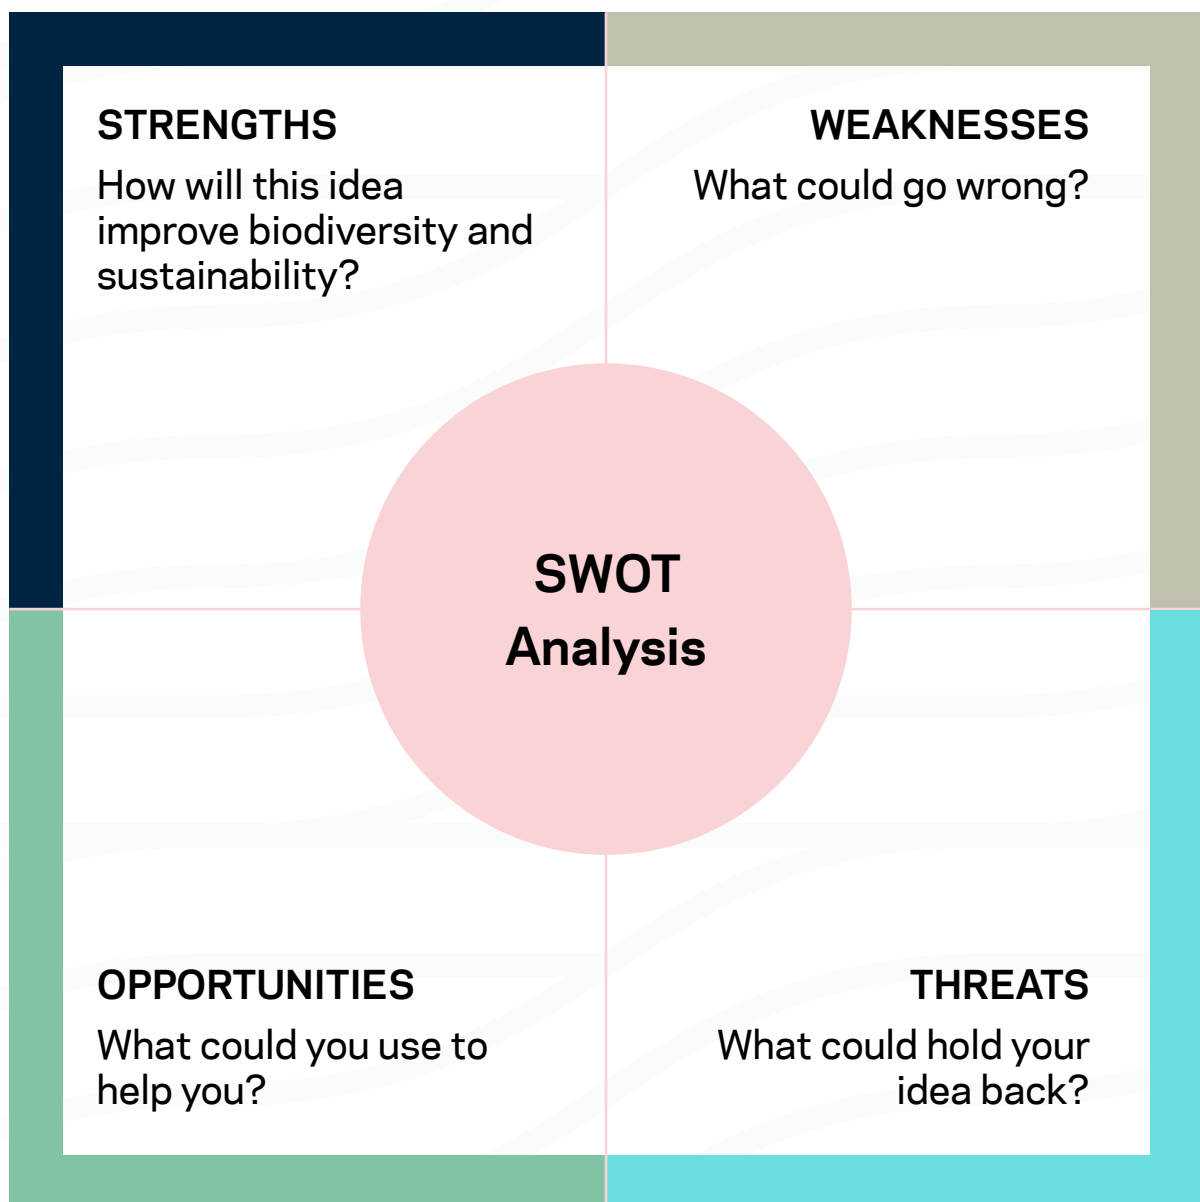 STRENGTHS
How will this idea
improve biodiversity and
sustainability?
WEAKNESSES
What could go wrong?
SWOT
Analysis
OPPORTUNITIES
What could you use to
help you?
THREATS
What could hold your
idea back?